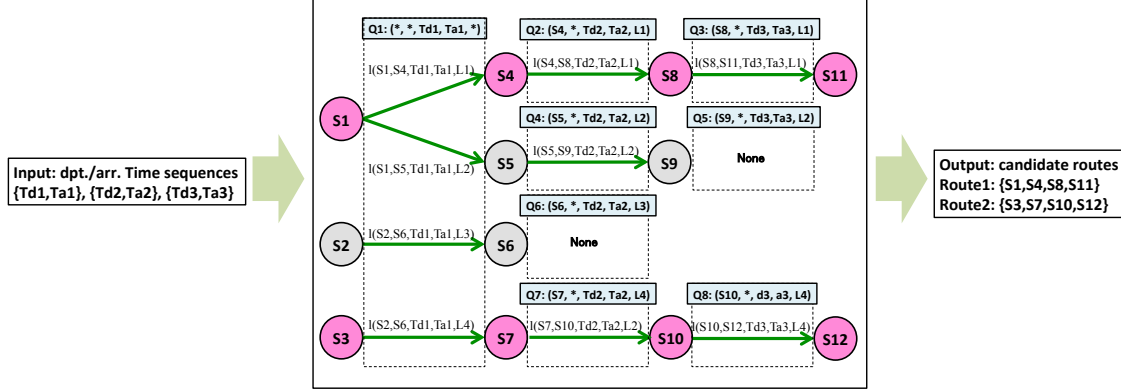 Input: dpt./arr. Time sequences
{Td1,Ta1}, {Td2,Ta2}, {Td3,Ta3}
Q1: (*, *, Td1, Ta1, *)
Q2: (S4, *, Td2, Ta2, L1)
Q3: (S8, *, Td3, Ta3, L1)
l(S1,S4,Td1,Ta1,L1)
S4
l(S4,S8,Td2,Ta2,L1)
S8
l(S8,S11,Td3,Ta3,L1)
S11
S1
Q4: (S5, *, Td2, Ta2, L2)
Q5: (S9, *, Td3,Ta3, L2)
l(S1,S5,Td1,Ta1,L2)
S5
l(S5,S9,Td2,Ta2,L2)
S9
None
Q6: (S6, *, Td2, Ta2, L3)
S2
l(S2,S6,Td1,Ta1,L3)
S6
None
Q7: (S7, *, Td2, Ta2, L4)
Q8: (S10, *, d3, a3, L4)
S3
l(S2,S6,Td1,Ta1,L4)
S7
l(S7,S10,Td2,Ta2,L2)
S10
l(S10,S12,Td3,Ta3,L4)
S12
Output: candidate routes
Route1: {S1,S4,S8,S11}
Route2: {S3,S7,S10,S12}